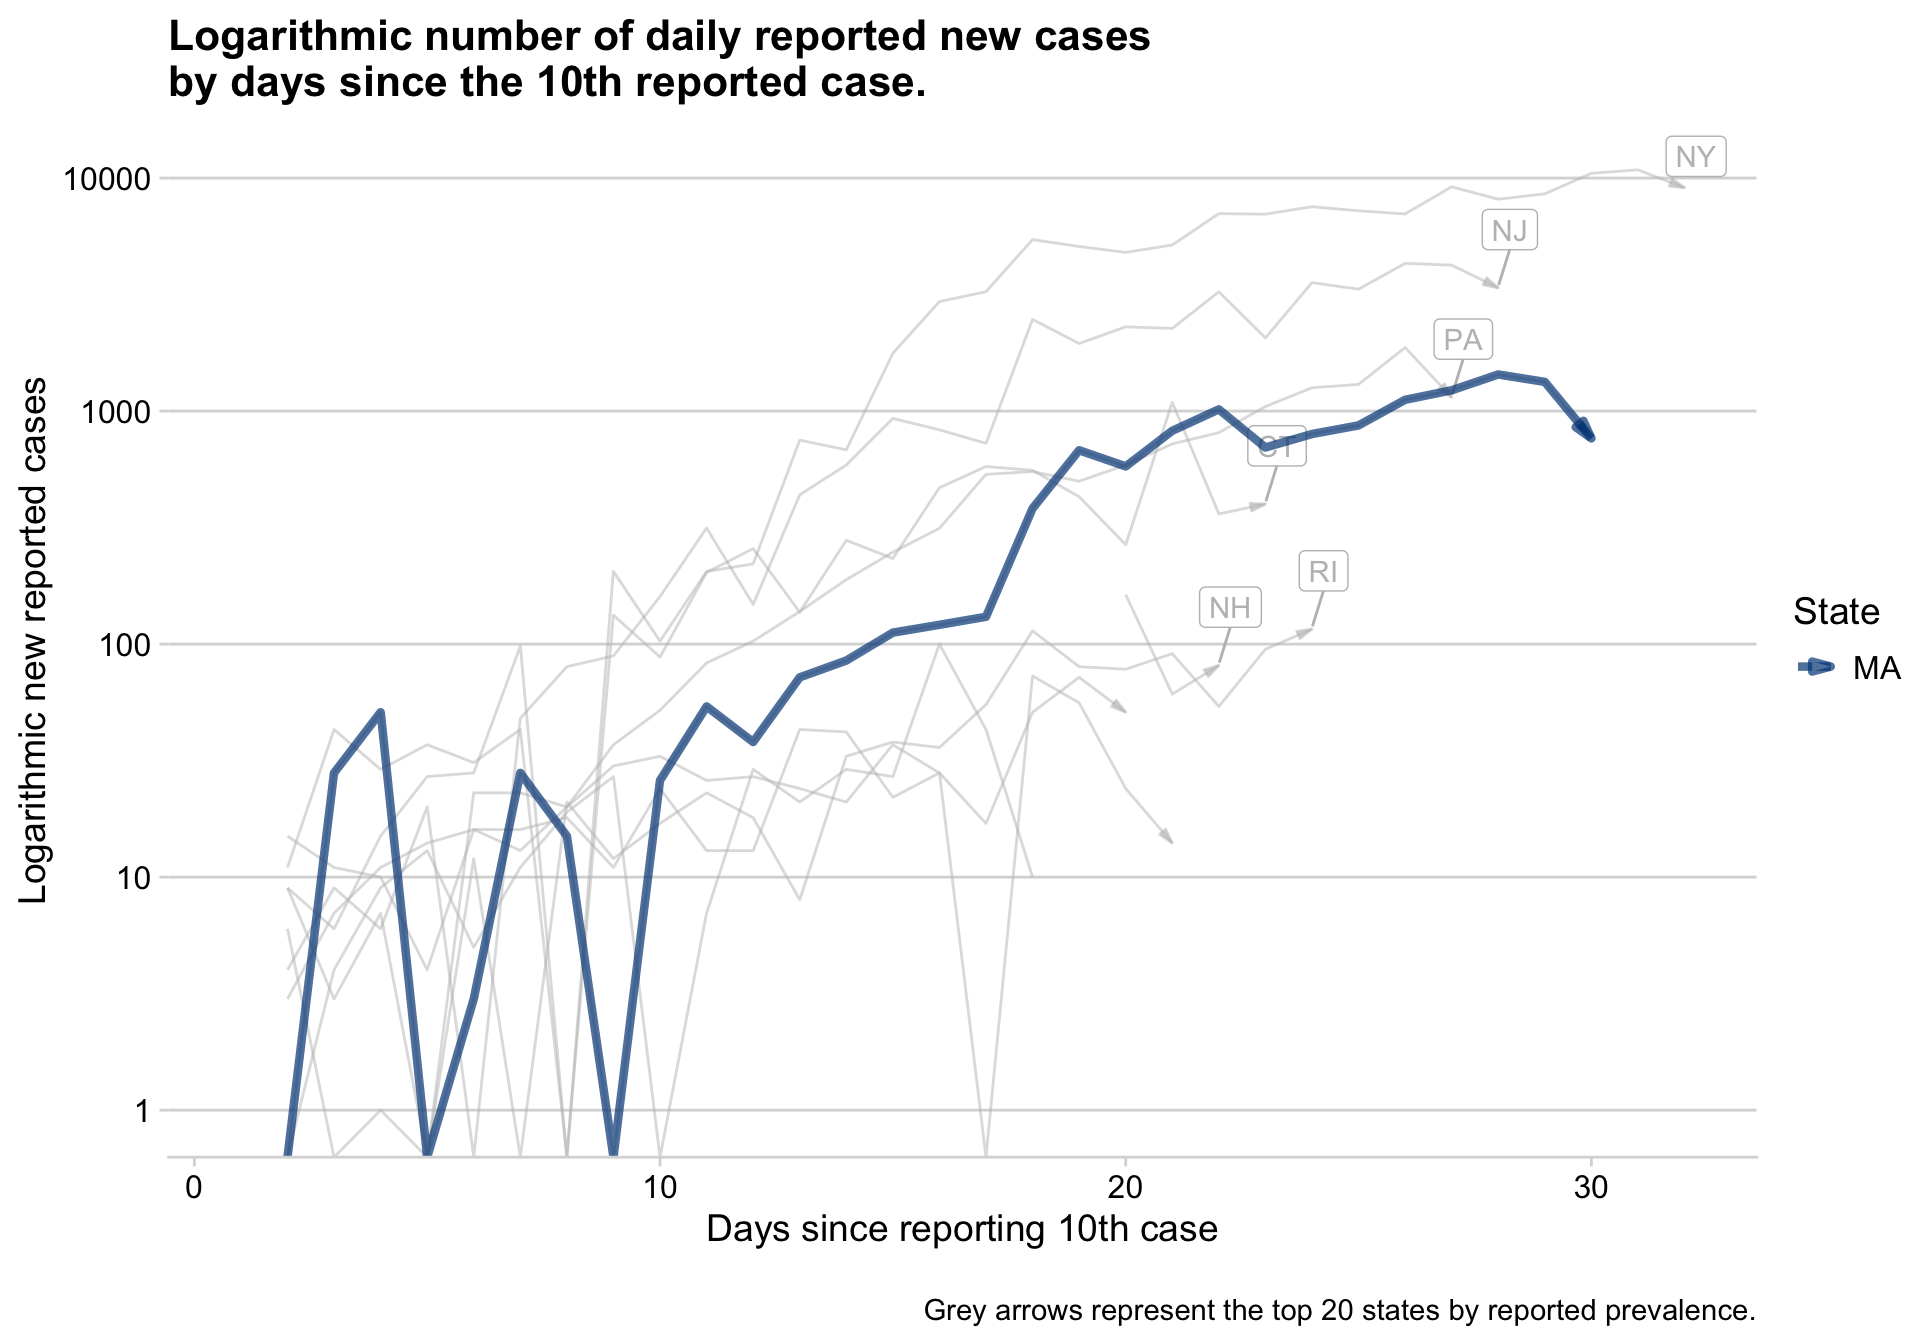 Logarithmic number of daily reported new cases
by days since the 10th reported case.
NY
10000
NJ
PA
1000
CT
RI
NH
100
10
1
Logarithmic new reported cases
State
MA
0 10 20 30
Days since reporting 10th case
Grey arrows represent the top 20 states by reported prevalence.